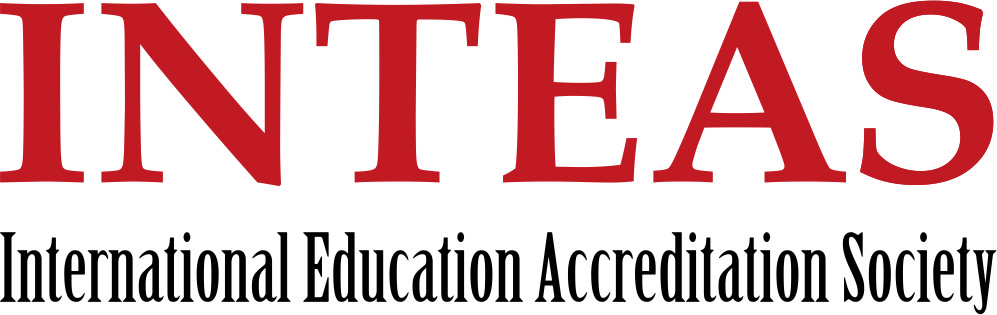 INTEAS
International Education Accreditation Society